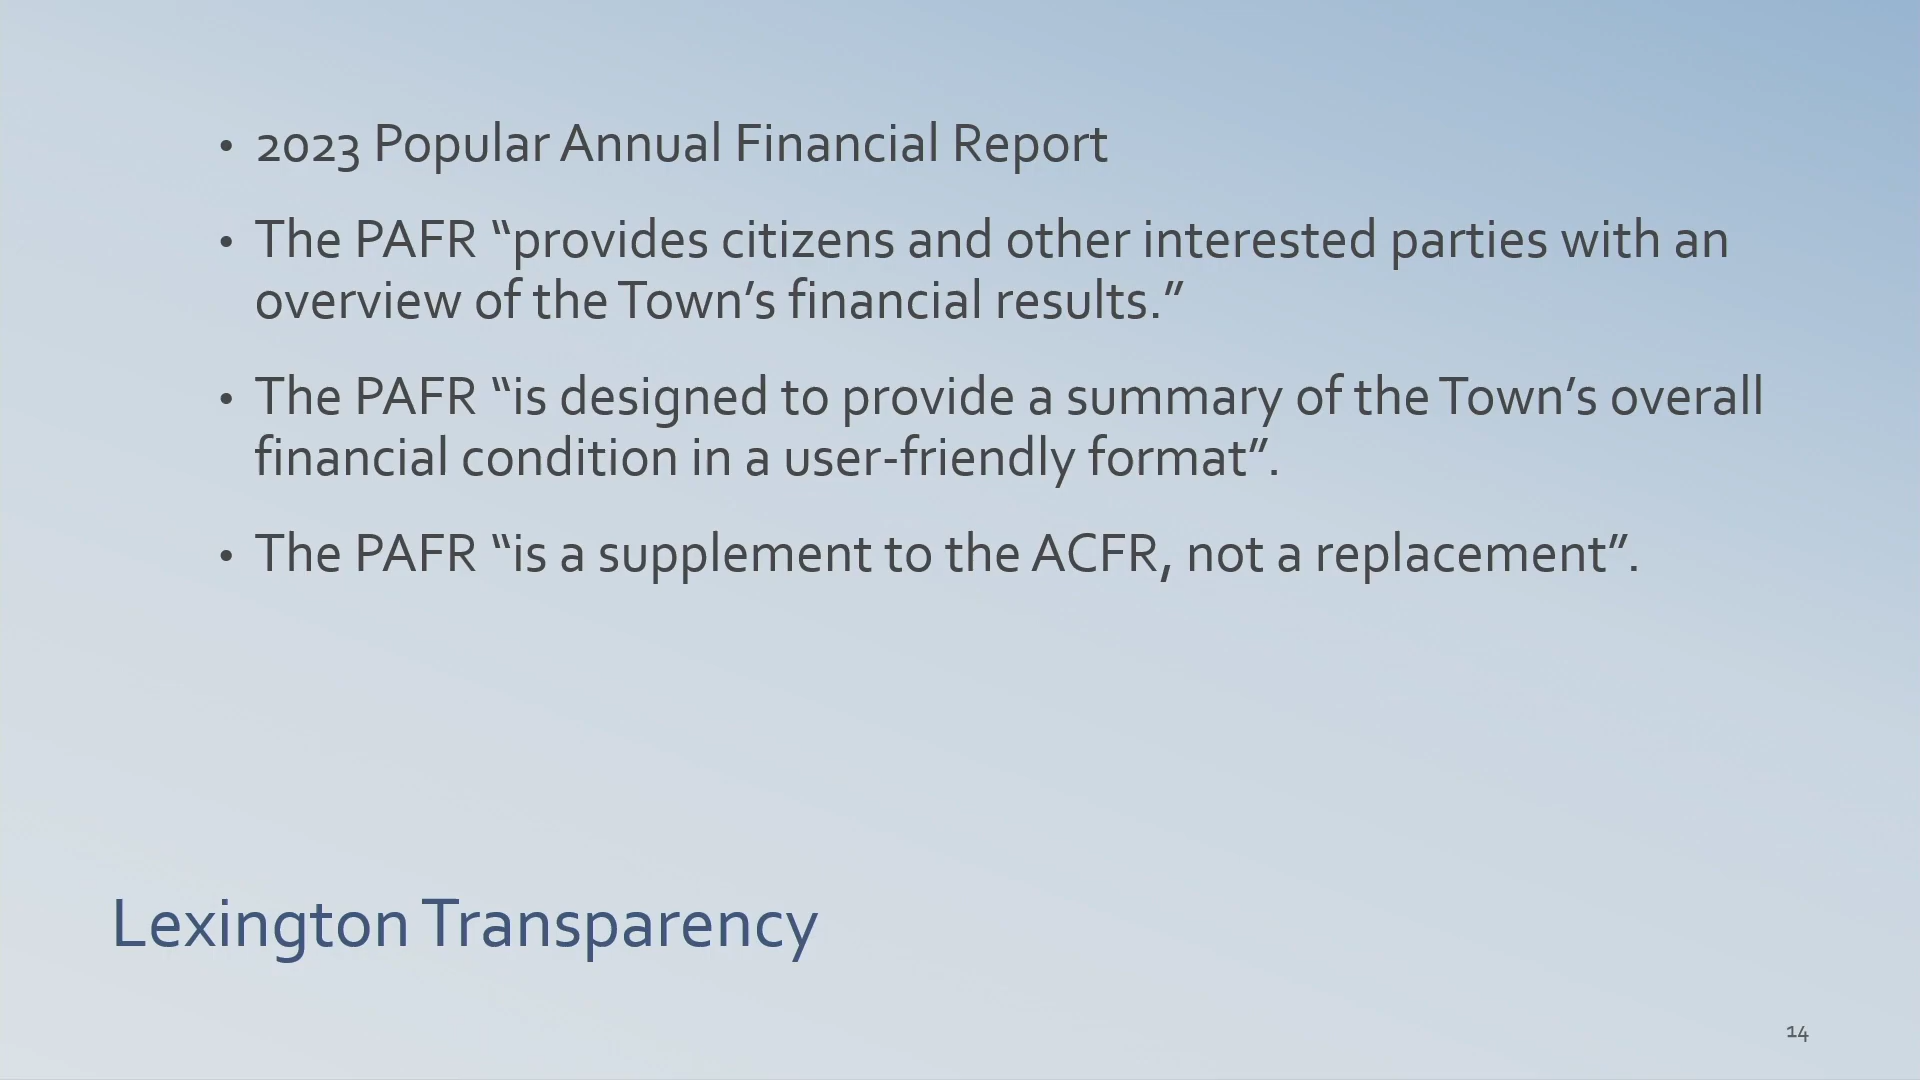 • 2023 Popular Annual Financial Report
• The PAFR “provides citizens and other interested parties with an
overview of the Town’s financial results.”
• The PAFR “is designed to provide a summary of the Town’s overall
financial condition in a user-friendly format”.
• The PAFR “is a supplement to the ACFR, not a replacement”.
Lexington Transparency
14